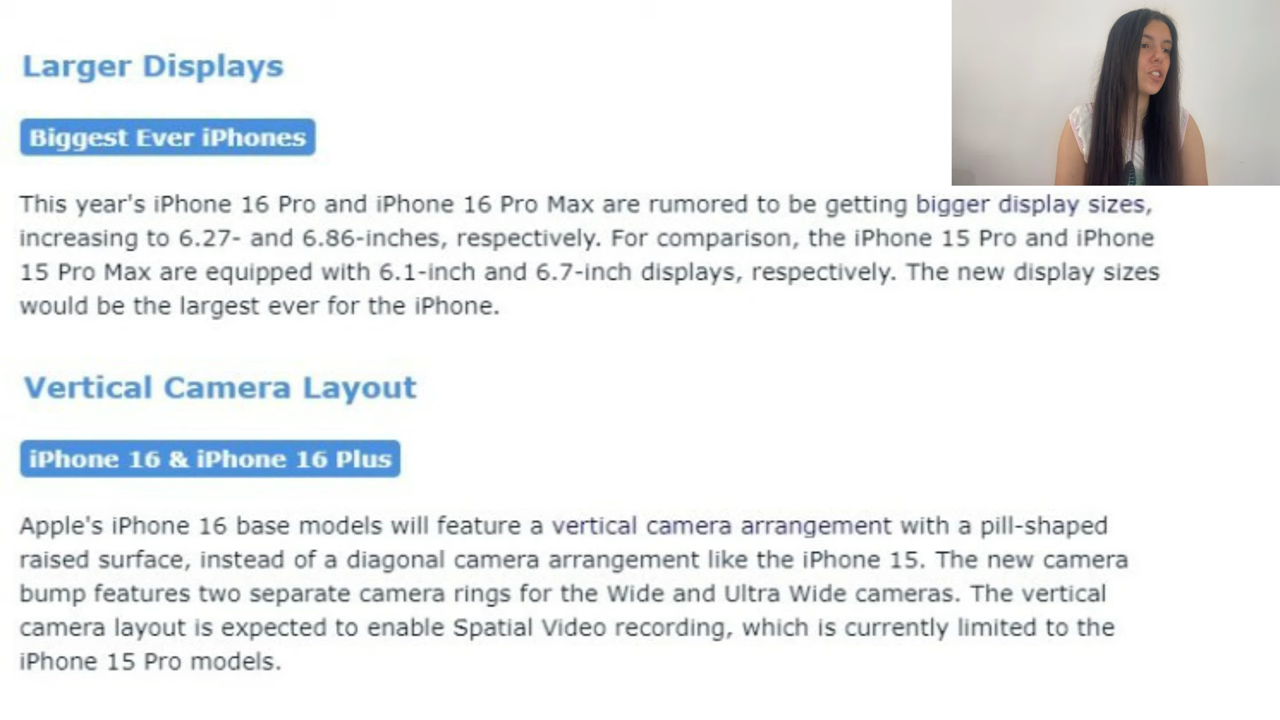 Larger Displays
Biggest Ever iPhones
This year's iPhone 16 Pro and iPhone 16 Pro Max are rumored to be getting bigger display sizes,
increasing to 6.27- and 6.86-inches, respectively. For comparison, the iPhone 15 Pro and iPhone
15 Pro Max are equipped with 6.1-inch and 6.7-inch displays, respectively. The new display sizes
would be the largest ever for the iPhone.
Vertical Camera Layout
iPhone 16 & iPhone 16 Plus
Apple's iPhone 16 base models will feature a vertical camera arrangement with a pill-shaped
raised surface, instead of a diagonal camera arrangement like the iPhone 15. The new camera
bump features two separate camera rings for the Wide and Ultra Wide cameras. The vertical
camera layout is expected to enable Spatial Video recording, which is currently limited to the
iPhone 15 Pro models.